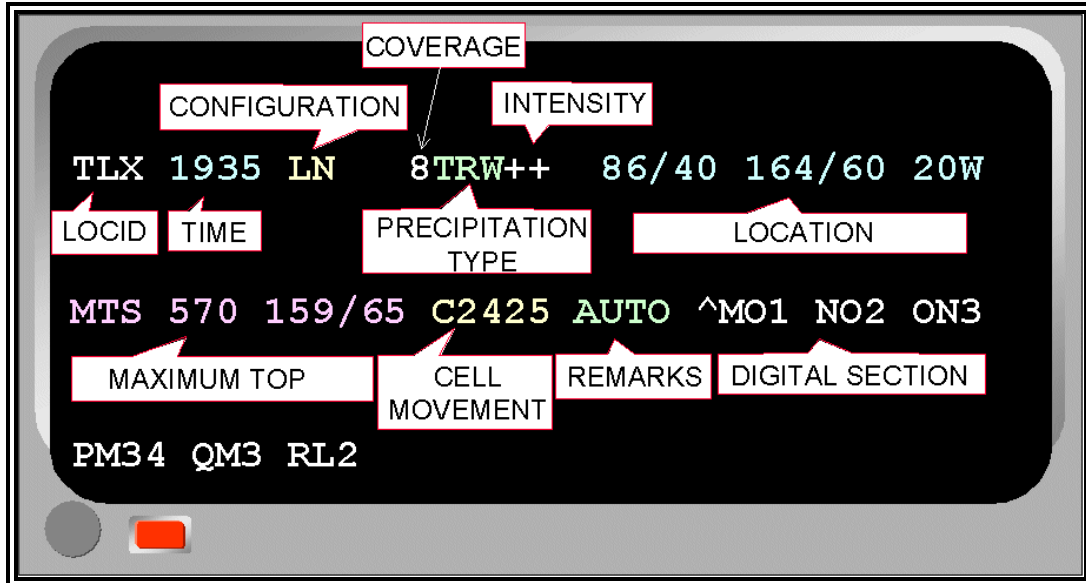 COVERAGE
CONFIGURATION INTENSITY
TLX 1935 LN 8TRW++ 86/40 164/60 20W
LOCID TIME PRECIPITATION TYPE LOCATION
MTS 570 159/65 C2425 AUTO ^MO1 NO2 ON3
MAXIMUM TOP CELL MOVEMENT REMARKS DIGITAL SECTION
PM34 QM3 RL2